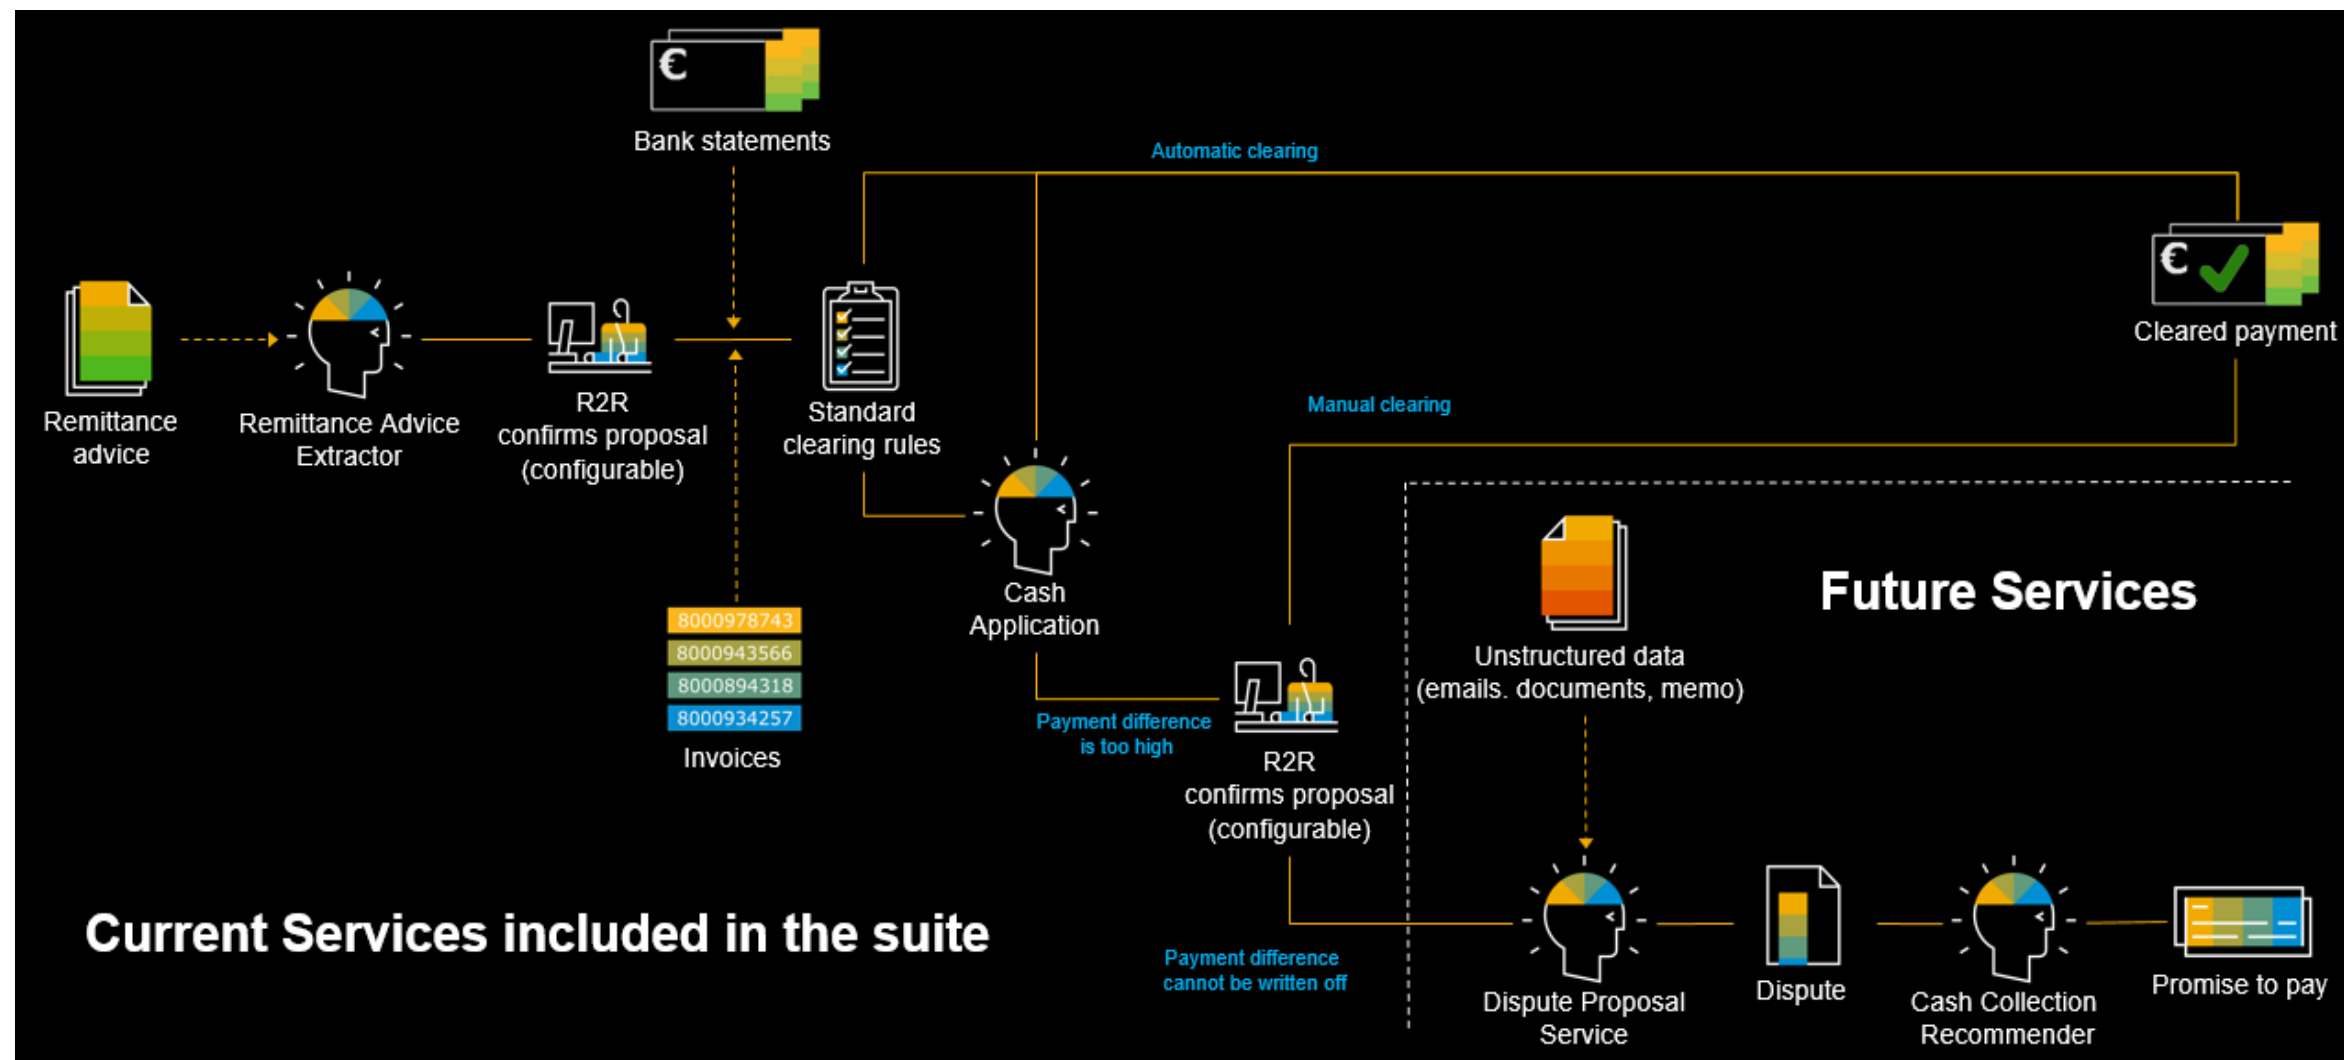 €
Bank statements
Automatic clearing
€
Cleared payment
Remittance
advice
Remittance Advice
Extractor
R2R
confirms proposal
(configurable)
Standard
clearing rules
Manual clearing
Cash
Application
8000978743
8000943566
8000894318
8000934257
Invoices
Payment difference
is too high
R2R
confirms proposal
(configurable)
Future Services
Unstructured data
(emails. documents, memo)
Current Services included in the suite
Payment difference
cannot be written off
Dispute Proposal
Service
Dispute
Cash Collection
Recommender
Promise to pay